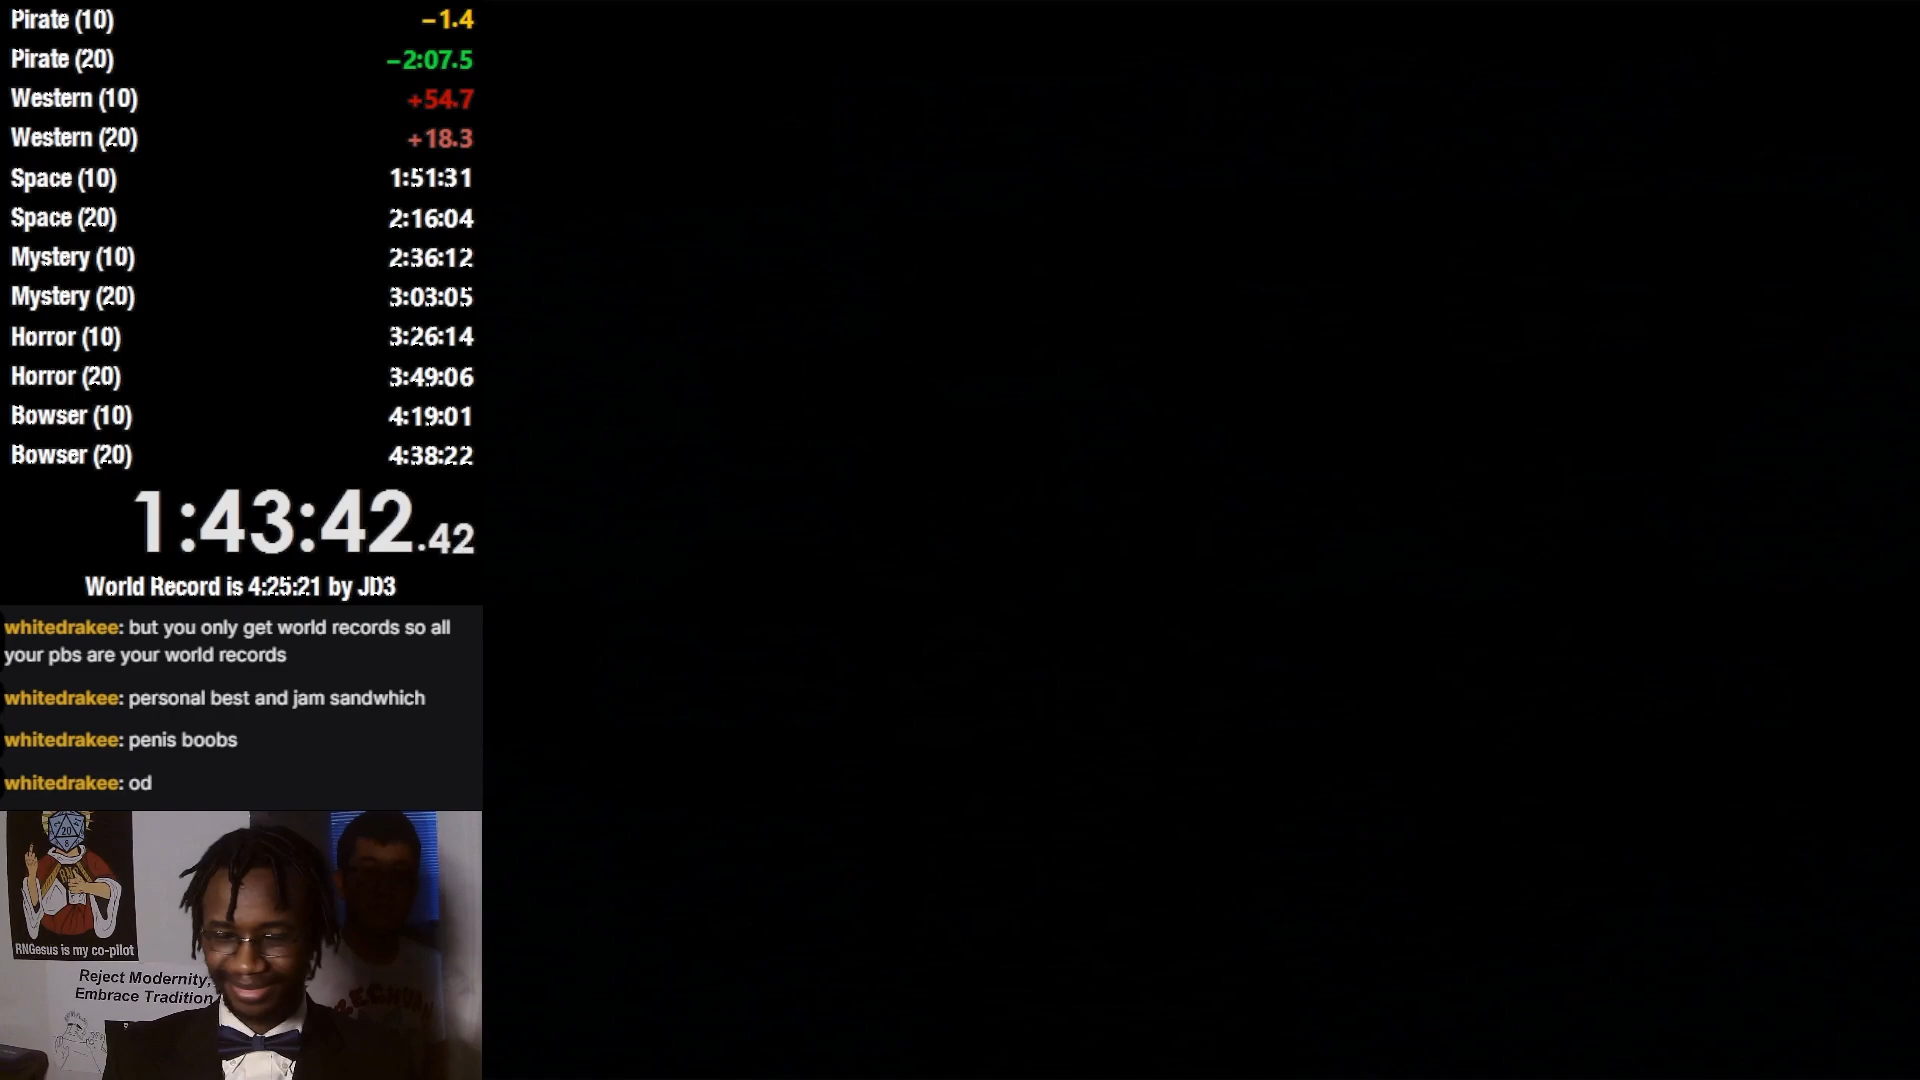 Pirate (10) −1.4
Pirate (20) −2:07.5
Western (10) +54.7
Western (20) +18.3
Space (10) 1:51:31
Space (20) 2:16:04
Mystery (10) 2:36:12
Mystery (20) 3:03:05
Horror (10) 3:26:14
Horror (20) 3:49:06
Bowser (10) 4:19:01
Bowser (20) 4:38:22
1:43:42.42
World Record is 4:25:21 by JD3
whitedrakee: but you only get world records so all
your pbs are your world records
whitedrakee: personal best and jam sandwhich
whitedrakee: penis boobs
whitedrakee: od
20
8
RNGesus is my co-pilot
Reject Modernity,
Embrace Tradition